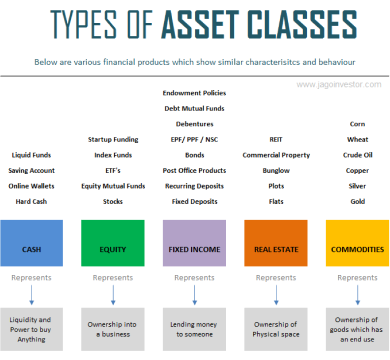 TYPES OF ASSET CLASSES
Below are various financial products which show similar characterisitcs and behaviour
www.jagoinvestor.com
Endowment Policies
Debt Mutual Funds
Debentures
Corn
Startup Funding
EPF/ PPF / NSC
REIT
Wheat
Liquid Funds
Index Funds
Bonds
Commercial Property
Crude Oil
Saving Account
ETF's
Post Office Products
Bunglow
Copper
Online Wallets
Equity Mutual Funds
Recurring Deposits
Plots
Silver
Hard Cash
Stocks
Fixed Deposits
Flats
Gold
CASH
EQUITY
FIXED INCOME
REAL ESTATE
COMMODITIES
Represents
Represents
Represents
Represents
Represents
Liquidity and
Power to buy
Anything
Ownership into
a business
Lending money
to someone
Ownership of
Physical space
Ownership of
goods which has
an end use